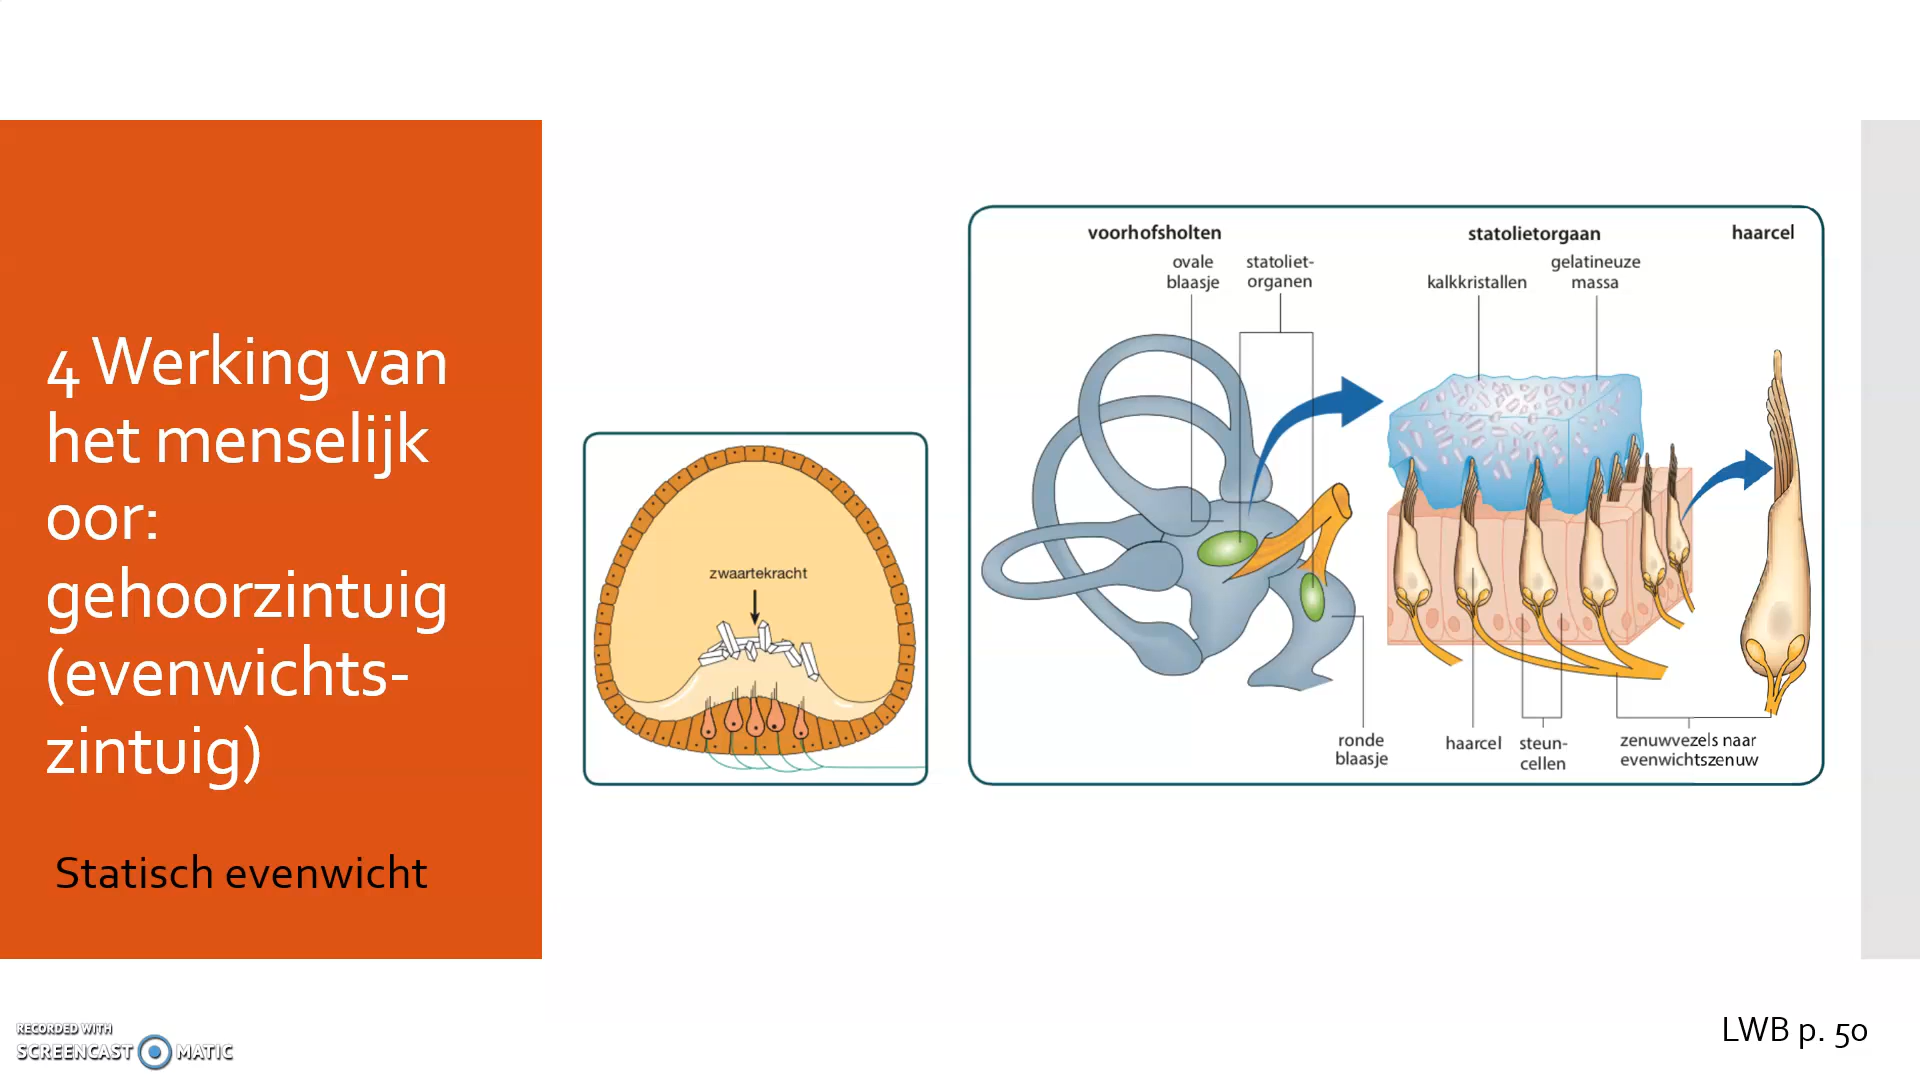 4 Werking van
het menselijk
oor:
gehoorzintuig
(evenwichts-
zintuig)
Statisch evenwicht
zwaartekracht
voorhofsholten
ovale
blaasje
statoliet-
organen
statolietorgaan
kalkkristallen
gelatineuze
massa
haarcel
ronde
blaasje
haarcel
steun-
cellen
zenuwvezels naar
evenwichtszenuw
LWB p. 50
RECORDED WITH
SCREENCAST MATIC